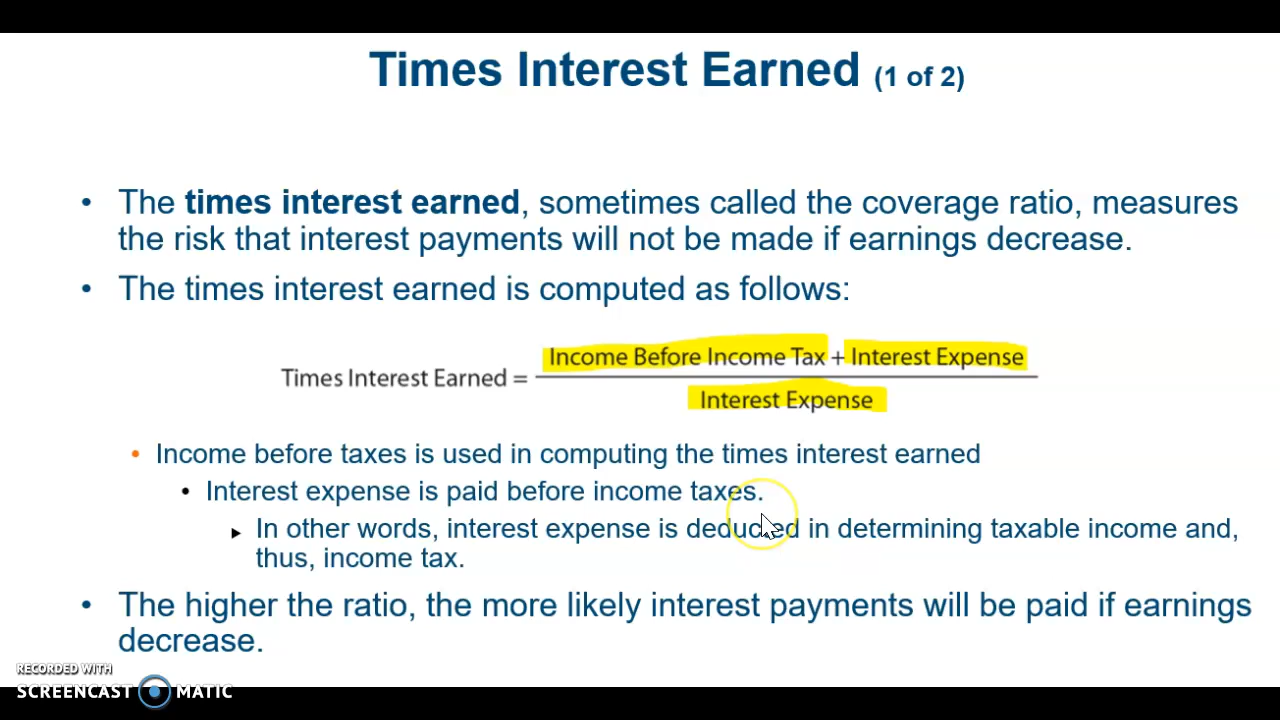 Times Interest Earned (1 of 2)
• The times interest earned, sometimes called the coverage ratio, measures
the risk that interest payments will not be made if earnings decrease.
• The times interest earned is computed as follows:
Income Before Income Tax + Interest Expense
Times Interest Earned =
Interest Expense
• Income before taxes is used in computing the times interest earned
• Interest expense is paid before income taxes.
► In other words, interest expense is deducted in determining taxable income and,
thus, income tax.
• The higher the ratio, the more likely interest payments will be paid if earnings
decrease.
RECORDED WITH
SCREENCAST MATIC